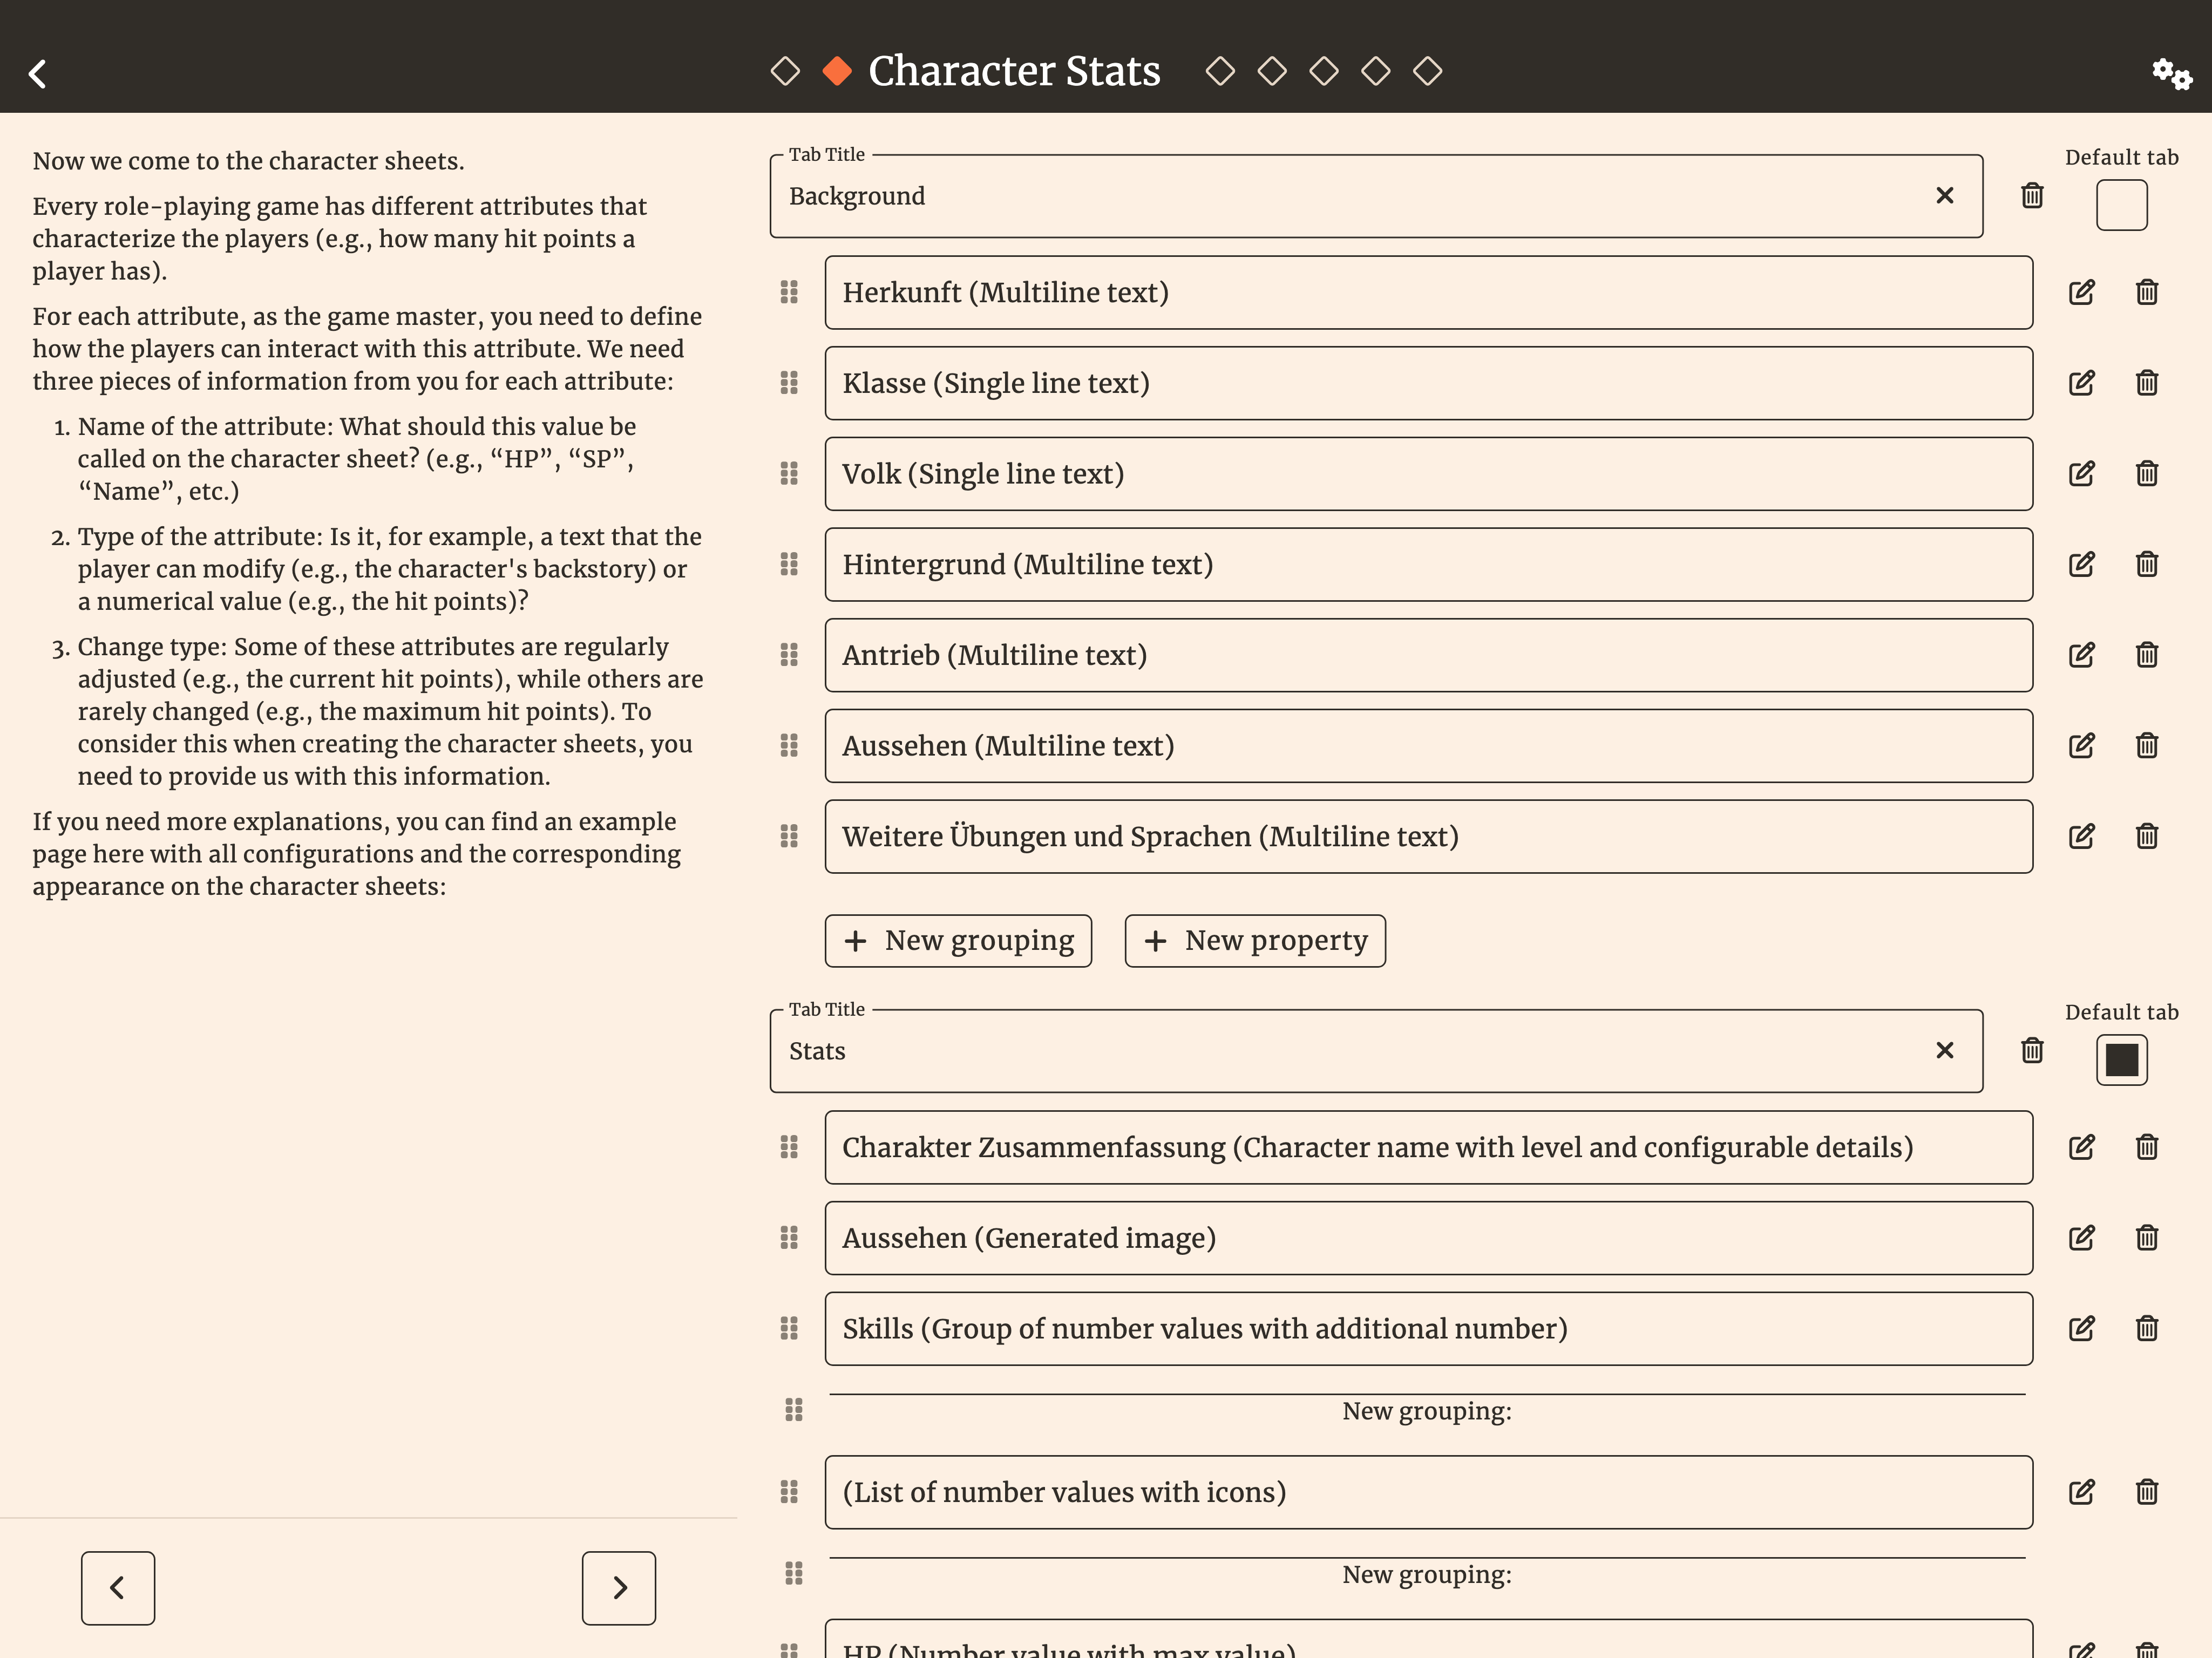 Character Stats
Now we come to the character sheets.
Every role-playing game has different attributes that
characterize the players (e.g., how many hit points a
player has).
For each attribute, as the game master, you need to define
how the players can interact with this attribute. We need
three pieces of information from you for each attribute:
1. Name of the attribute: What should this value be
called on the character sheet? (e.g., “HP”, “SP”,
“Name”, etc.)
2. Type of the attribute: Is it, for example, a text that the
player can modify (e.g., the character's backstory) or
a numerical value (e.g., the hit points)?
3. Change type: Some of these attributes are regularly
adjusted (e.g., the current hit points), while others are
rarely changed (e.g., the maximum hit points). To
consider this when creating the character sheets, you
need to provide us with this information.
If you need more explanations, you can find an example
page here with all configurations and the corresponding
appearance on the character sheets:
Tab Title
Default tab
Background
Herkunft (Multiline text)
Klasse (Single line text)
Volk (Single line text)
Hintergrund (Multiline text)
Antrieb (Multiline text)
Aussehen (Multiline text)
Weitere Übungen und Sprachen (Multiline text)
New grouping
New property
Tab Title
Default tab
Stats
Charakter Zusammenfassung (Character name with level and configurable details)
Aussehen (Generated image)
Skills (Group of number values with additional number)
New grouping:
(List of number values with icons)
New grouping:
HP (Number value with max value)